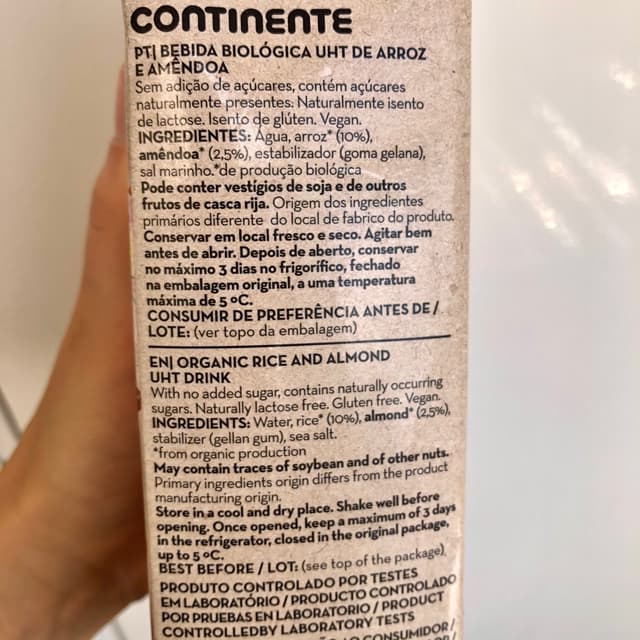 CONTINENTE
PT| BEBIDA BIOLÓGICA UHT DE ARROZ
E AMÊNDOA
Sem adição de açúcares, contém açúcares
naturalmente presentes. Naturalmente isento
de lactose. Isento de glúten. Vegan.
INGREDIENTES: Água, arroz* (10%),
amêndoa* (2,5%), estabilizador (goma gelana),
sal marinho.*de produção biológica
Pode conter vestígios de soja e de outros
frutos de casca rija. Origem dos ingredientes
primários diferente do local de fabrico do produto.
Conservar em local fresco e seco. Agitar bem
antes de abrir. Depois de aberto, conservar
no máximo 3 dias no frigorífico, fechado
na embalagem original, a uma temperatura
máxima de 5 ºC.
CONSUMIR DE PREFERÊNCIA ANTES DE /
LOTE: (ver topo da embalagem)
EN| ORGANIC RICE AND ALMOND
UHT DRINK
With no added sugar, contains naturally occurring
sugars. Naturally lactose free. Gluten free. Vegan.
INGREDIENTS: Water, rice* (10%), almond* (2,5%),
stabilizer (gellan gum), sea salt.
*from organic production
May contain traces of soybean and of other nuts.
Primary ingredients origin differs from the product
manufacturing origin.
Store in a cool and dry place. Shake well before
opening. Once opened, keep a maximum of 3 days
in the refrigerator, closed in the original package,
up to 5 ºC.
BEST BEFORE / LOT: (see top of the package)
PRODUTO CONTROLADO POR TESTES
EM LABORATÓRIO / PRODUCTO CONTROLADO
POR PRUEBAS EN LABORATORIO / PRODUCT
CONTROLLEDBY LABORATORY TESTS
CONSUMIDOR /